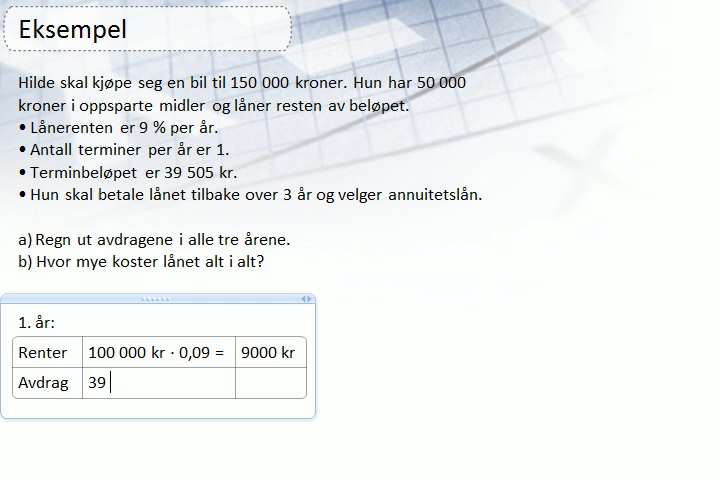 Eksempel
Hilde skal kjøpe seg en bil til 150 000 kroner. Hun har 50 000
kroner i oppsparte midler og låner resten av beløpet.
• Lånerenten er 9 % per år.
• Antall terminer per år er 1.
• Terminbeløpet er 39 505 kr.
• Hun skal betale lånet tilbake over 3 år og velger annuitetslån.
a) Regn ut avdragene i alle tre årene.
b) Hvor mye koster lånet alt i alt?
1. år:
Renter 100 000 kr · 0,09 = 9000 kr
Avdrag 39